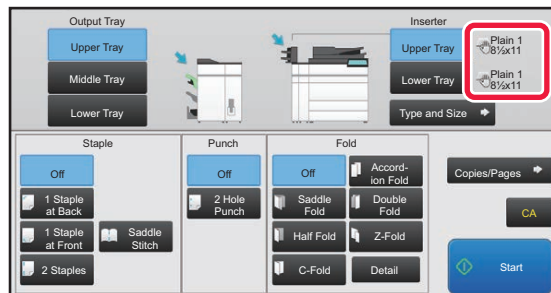 Output Tray
Upper Tray
Middle Tray
Lower Tray
Inserter
Upper Tray
Plain 1
8½x11
Lower Tray
Plain 1
8½x11
Type and Size
Staple
Off
1 Staple
at Back
1 Staple
at Front
Saddle
Stitch
2 Staples
Punch
Off
2 Hole
Punch
Fold
Off
Accord-
ion Fold
Saddle
Fold
Double
Fold
Half Fold
Z-Fold
C-Fold
Detail
Copies/Pages
CA
Start